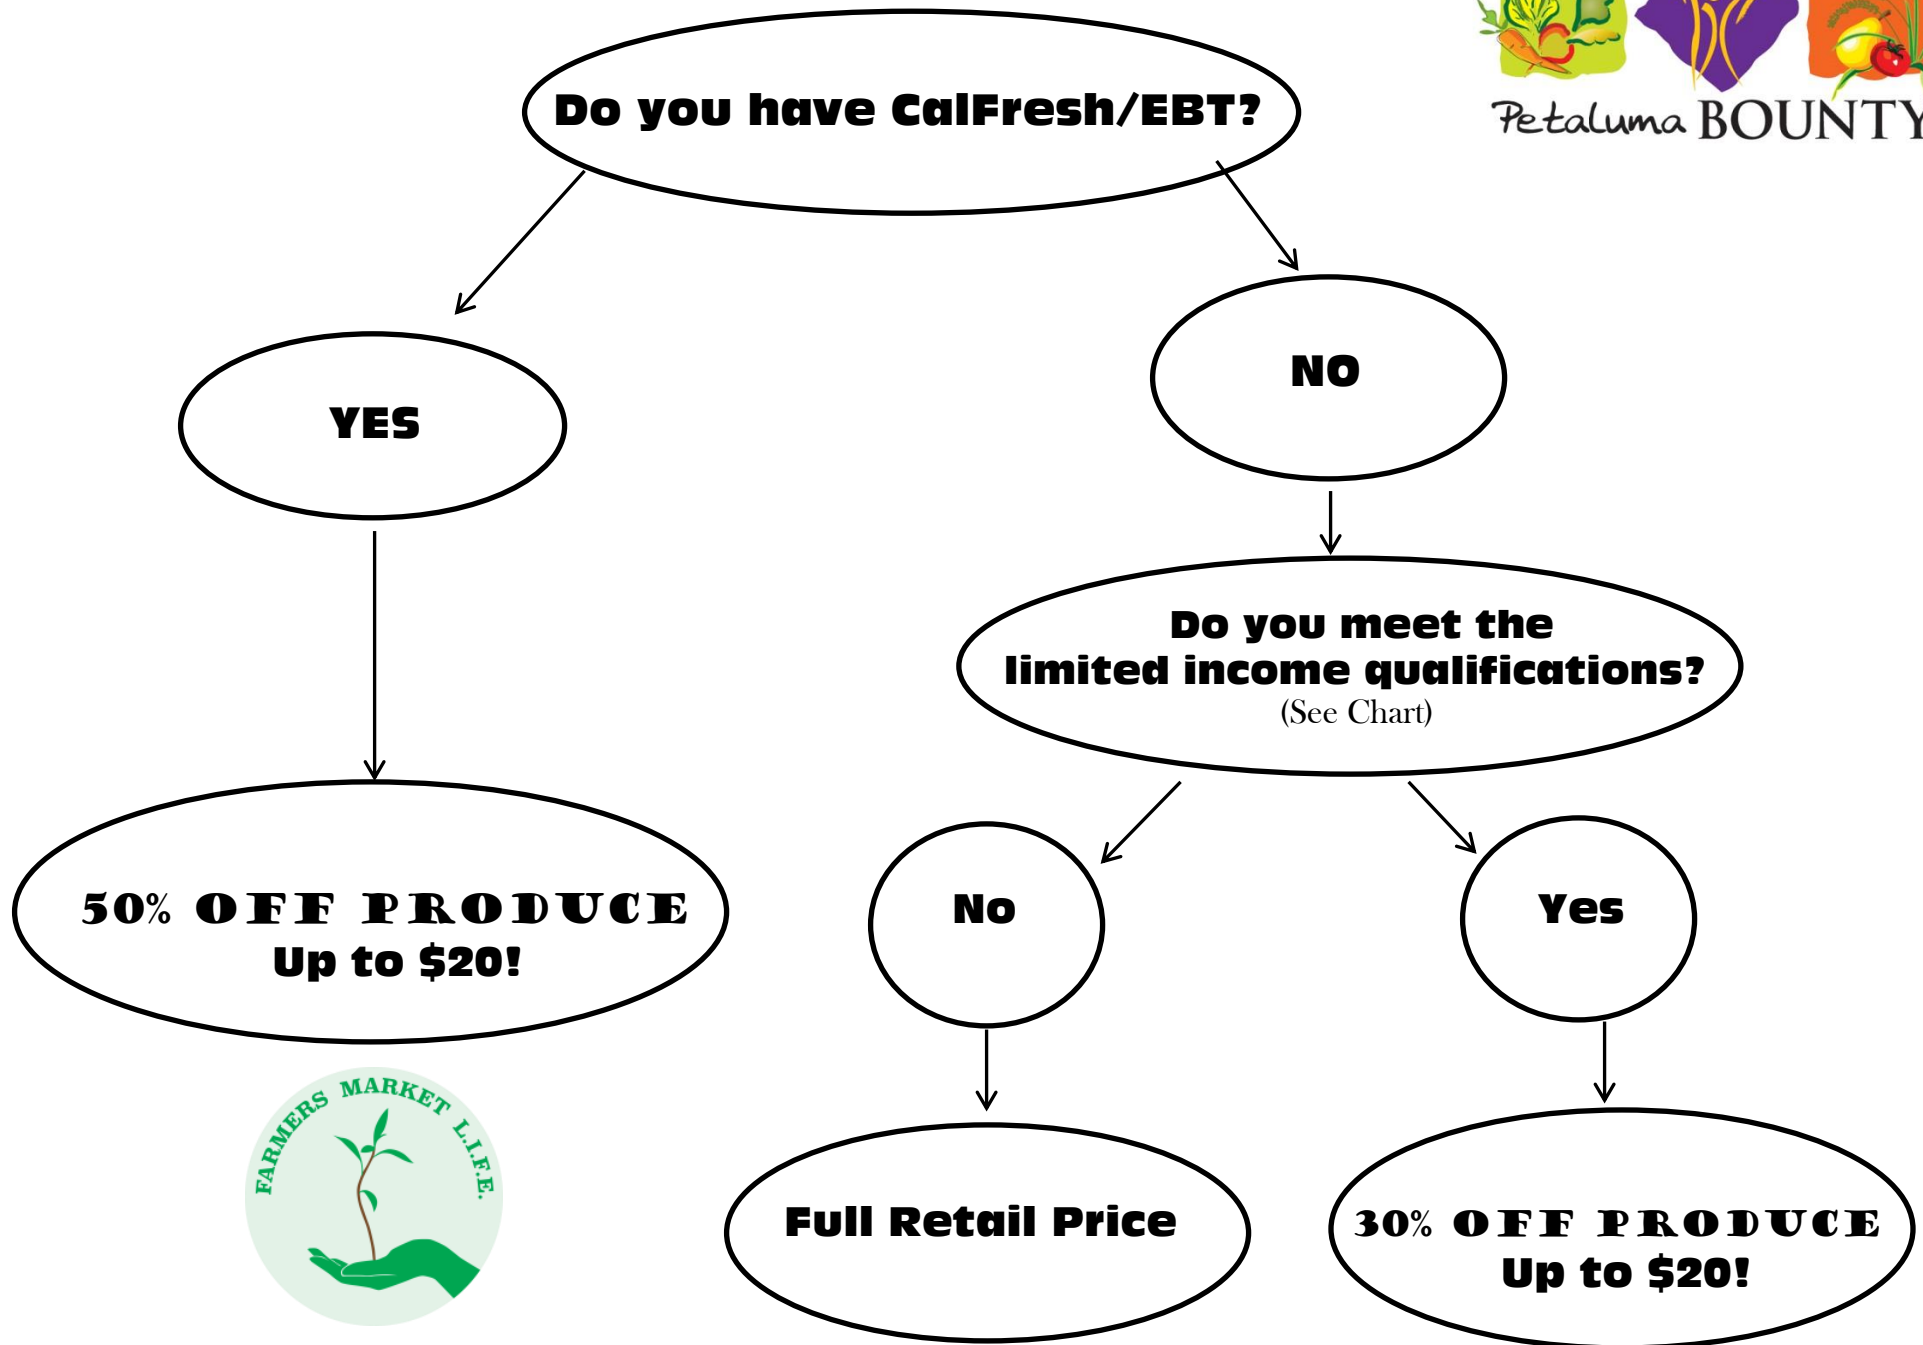 Do you have CalFresh/EBT?
Petaluma BOUNTY
YES
NO
Do you meet the
limited income qualifications?
(See Chart)
50% OFF PRODUCE
Up to $20!
No
Yes
FARMERS MARKET L.I.F.E.
Full Retail Price
30% OFF PRODUCE
Up to $20!